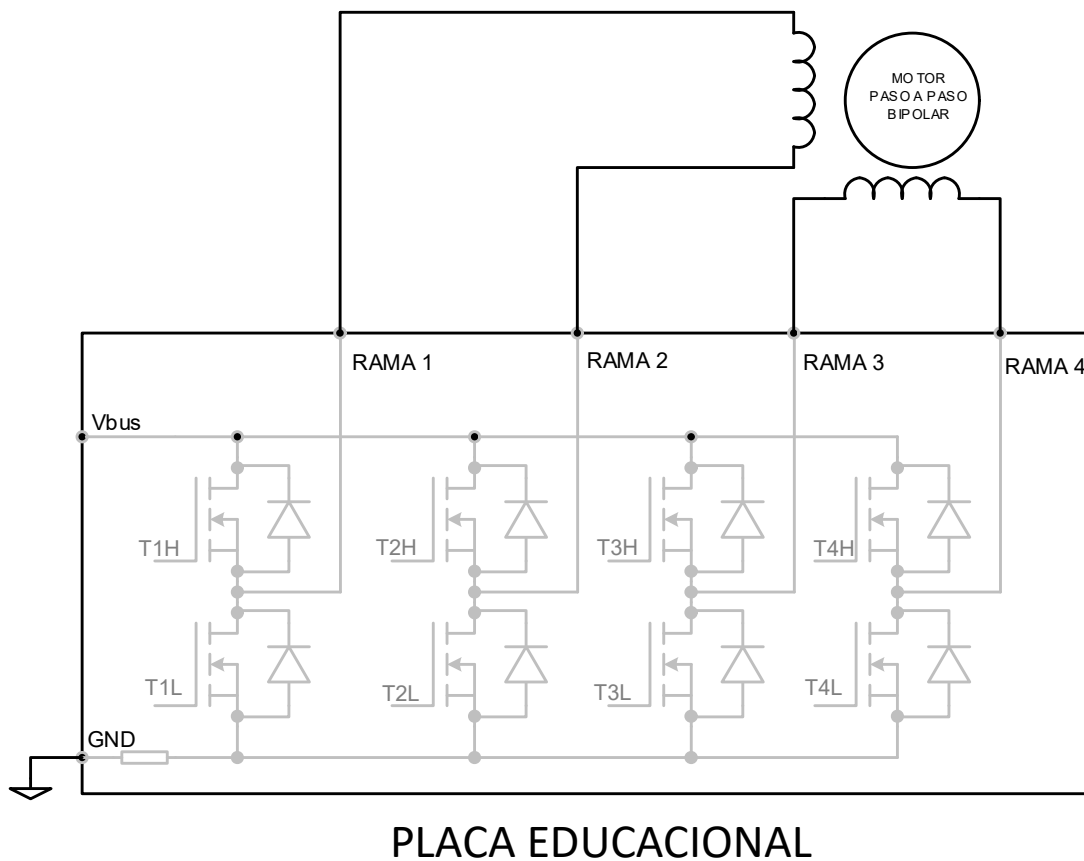 MOTOR
PASO A PASO
BIPOLAR
RAMA 1
RAMA 2
RAMA 3
RAMA 4
Vbus
T1H
T2H
T3H
T4H
T1L
T2L
T3L
T4L
GND
PLACA EDUCACIONAL